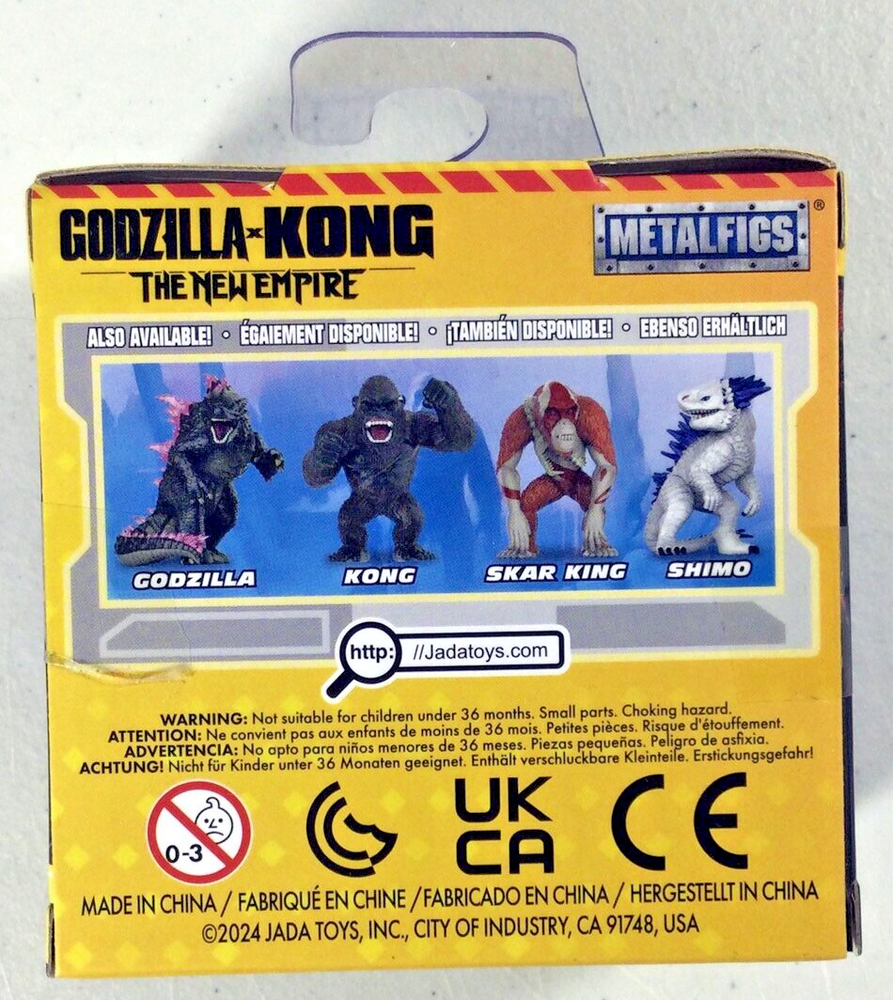 GODZILLA x KONG
THE NEW EMPIRE
METALFIGS®
ALSO AVAILABLE! • ÉGAIEMENT DISPONIBLE! • ¡TAMBIÉN DISPONIBLE! • EBENSO ERHÄLTLICH
GODZILLA KONG SKAR KING SHIMO
http: //Jadatoys.com
WARNING: Not suitable for children under 36 months. Small parts. Choking hazard.
ATTENTION: Ne convient pas aux enfants de moins de 36 mois. Petites pièces. Risque d'étouffement.
ADVERTENCIA: No apto para niños menores de 36 meses. Piezas pequeñas. Peligro de asfixia.
ACHTUNG! Nicht für Kinder unter 36 Monaten geeignet. Enthält verschluckbare Kleinteile. Erstickungsgefahr!
0-3
UK
CA
CE
MADE IN CHINA / FABRIQUÉ EN CHINE / FABRICADO EN CHINA / HERGESTELLT IN CHINA
©2024 JADA TOYS, INC., CITY OF INDUSTRY, CA 91748, USA